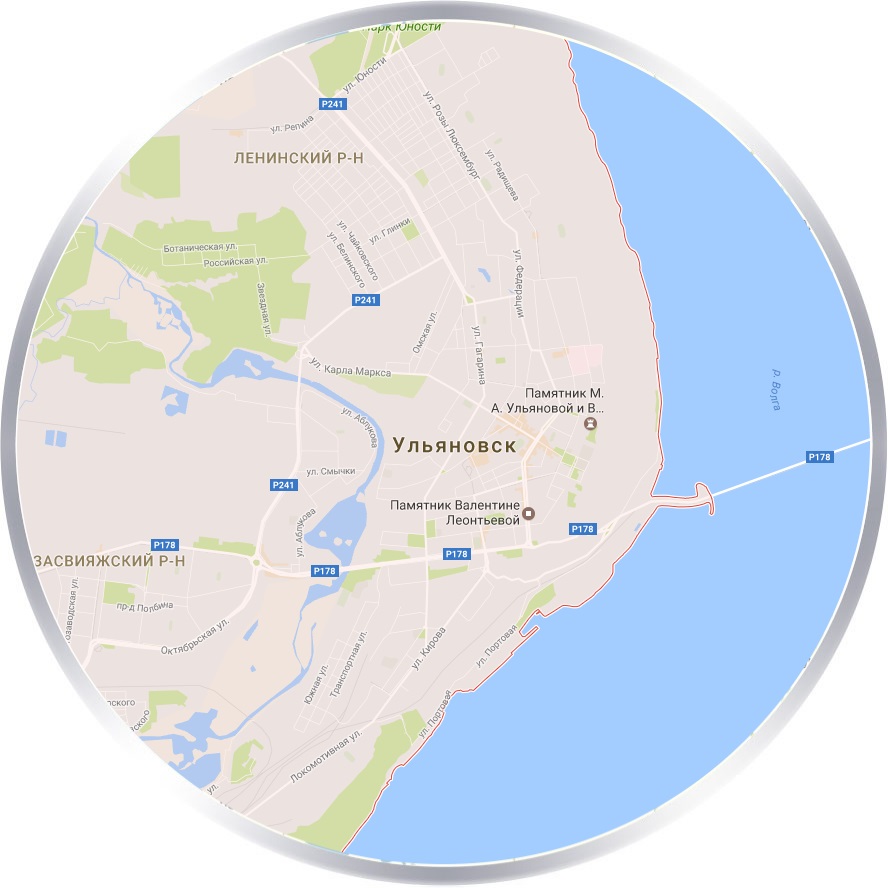 Парк Юности
ул. Юности
Р241
ул. Репина
ул. Розы Люксембург
ЛЕНИНСКИЙ Р-Н
ул. Радищева
ул. Глинки
ул. Чайковского
ул. Белинского
Ботаническая ул.
Российская ул.
Звездная ул.
ул. Федерации
Р241
Омская ул.
ул. Гагарина
ул. Карла Маркса
р. Волга
Памятник М.
А. Ульяновой и В...
ул. Аблукова
Ульяновск
Р178
ул. Смычки
Р241
Памятник Валентине
Леонтьевой
ул. Аблукова
Р178
Р178
Р178
ЗАСВИЯЖСКИЙ Р-Н
Р178
озаводская ул.
пр-д Полбина
Октябрьская ул.
ул. Кирова
ул. Портовая
Транспортная ул.
Южная ул.
ул. Портовая
Локомотивная ул.
ул.